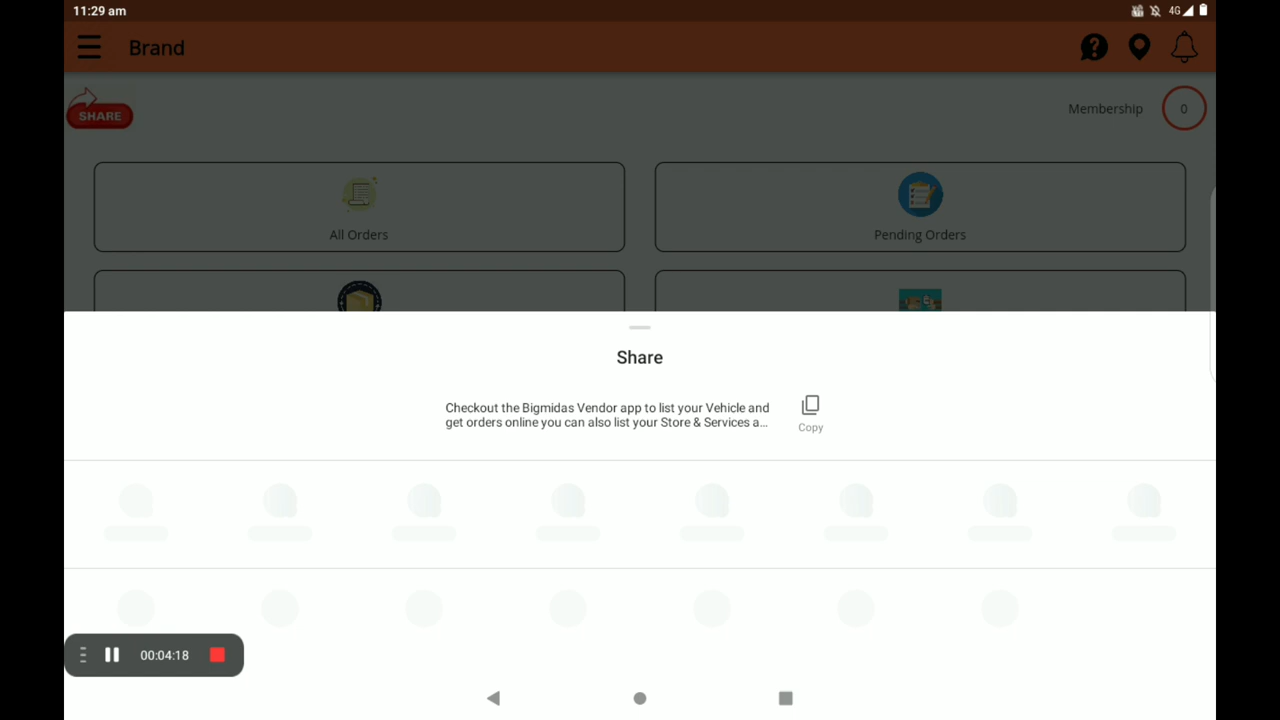 11:29 am
4G
Brand
SHARE
Membership
0
All Orders
Pending Orders
Share
Checkout the Bigmidas Vendor app to list your Vehicle and
get orders online you can also list your Store & Services a...
Copy
00:04:18